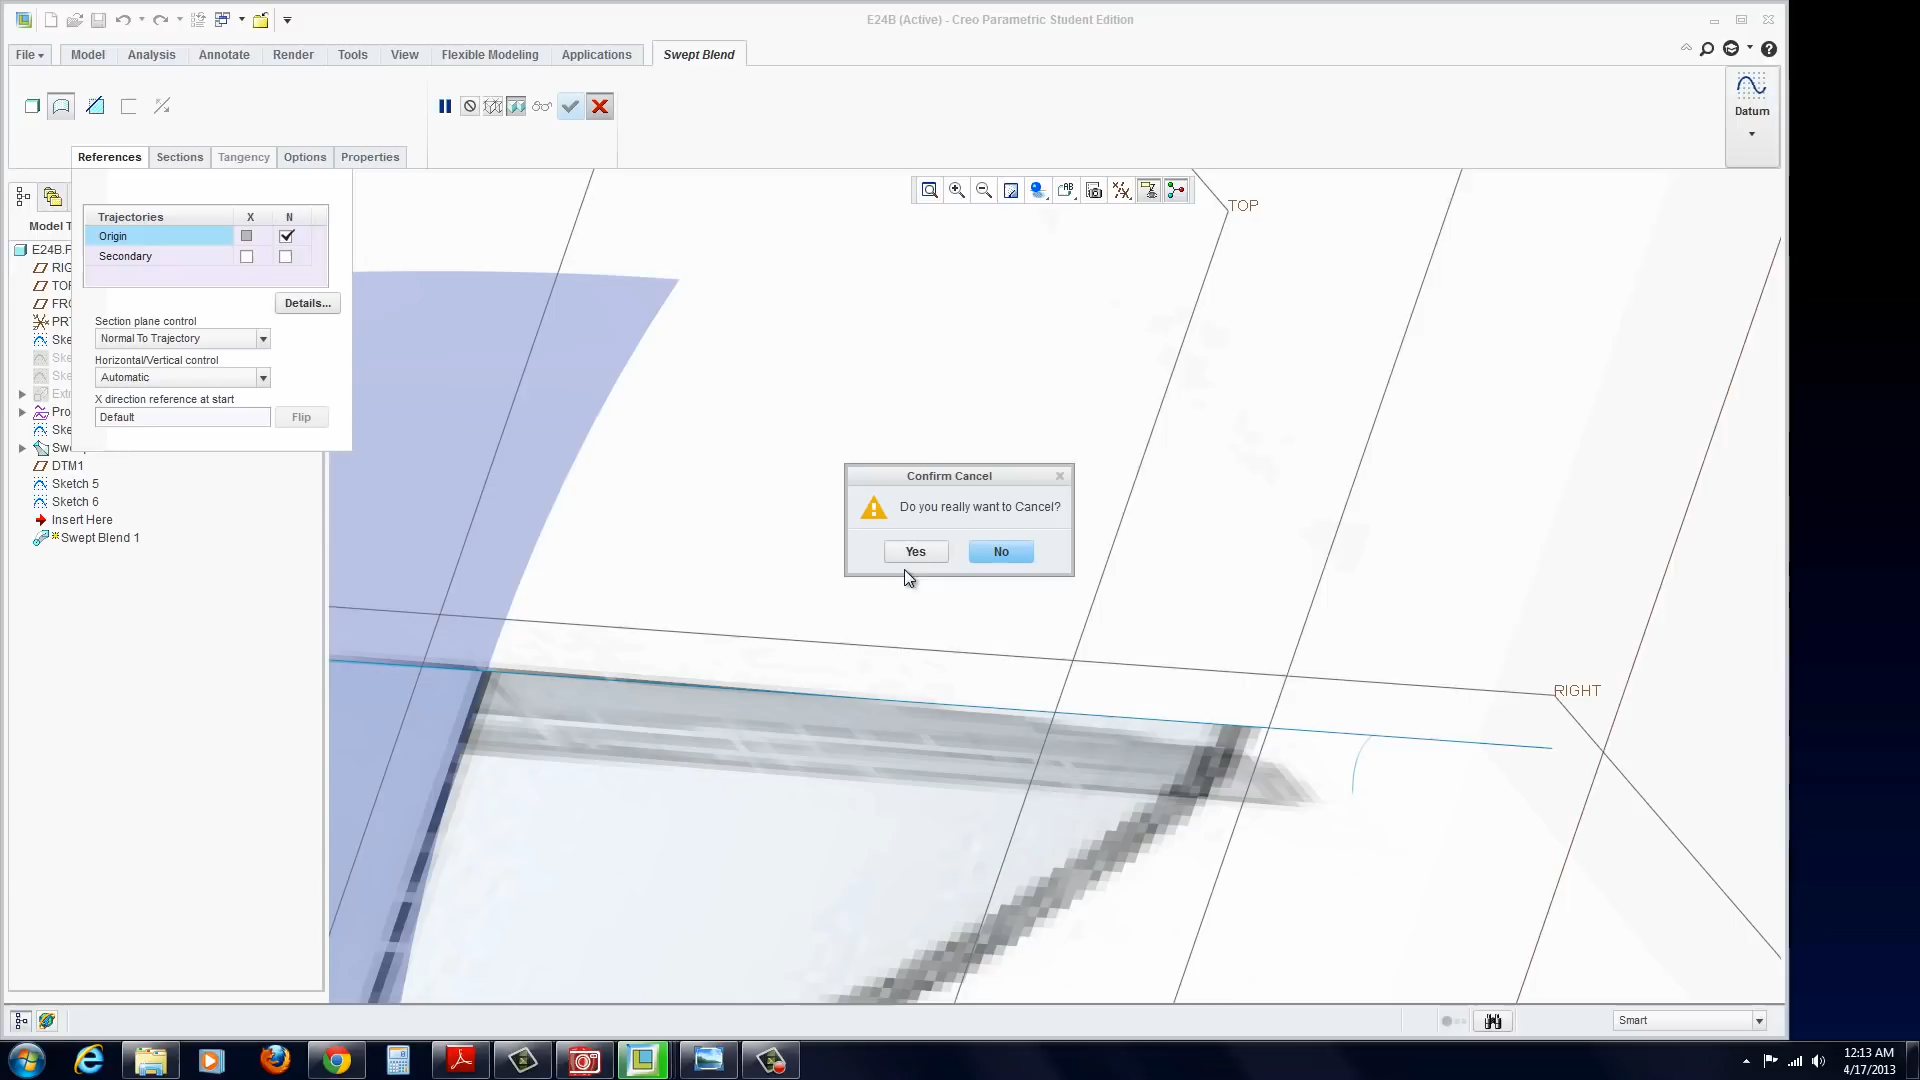 E24B (Active) - Creo Parametric Student Edition
File Model Analysis Annotate Render Tools View Flexible Modeling Applications Swept Blend
Datum
References Sections Tangency Options Properties
Model T
Trajectories X N
Origin
Secondary
Details...
Section plane control
Normal To Trajectory
Horizontal/Vertical control
Automatic
X direction reference at start
Default Flip
E24B.P
RIG
TOP
FRO
PRT
Ske
Ske
Ske
Ext
Pro
Ske
Swe
DTM1
Sketch 5
Sketch 6
Insert Here
Swept Blend 1
TOP
Confirm Cancel
Do you really want to Cancel?
Yes No
RIGHT
Smart
12:13 AM
4/17/2013